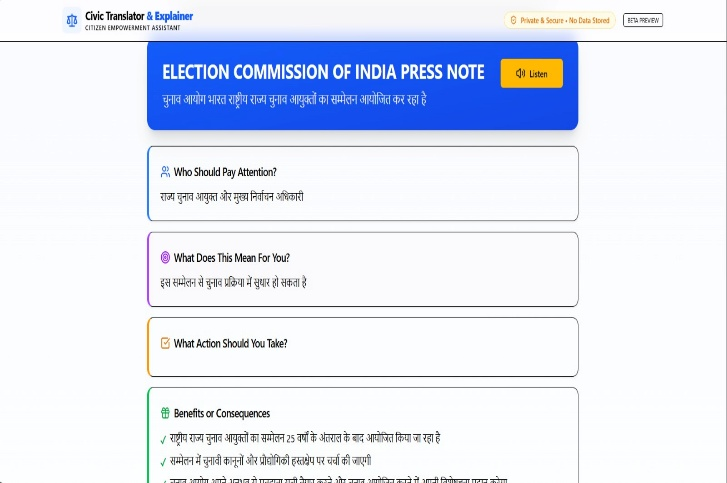 Civic Translator & Explainer
CITIZEN EMPOWERMENT ASSISTANT
Private & Secure • No Data Stored
BETA PREVIEW
ELECTION COMMISSION OF INDIA PRESS NOTE
Listen
चुनाव आयोग भारत राष्ट्रीय राज्य चुनाव आयुक्तों का सम्मेलन आयोजित कर रहा है
Who Should Pay Attention?
राज्य चुनाव आयुक्त और मुख्य निर्वाचन अधिकारी
What Does This Mean For You?
इस सम्मेलन से चुनाव प्रक्रिया में सुधार हो सकता है
What Action Should You Take?
Benefits or Consequences
राष्ट्रीय राज्य चुनाव आयुक्तों का सम्मेलन 25 वर्षों के अंतराल के बाद आयोजित किया जा रहा है
सम्मेलन में चुनावी कानूनों और प्रौद्योगिकी हस्तक्षेप पर चर्चा की जाएगी